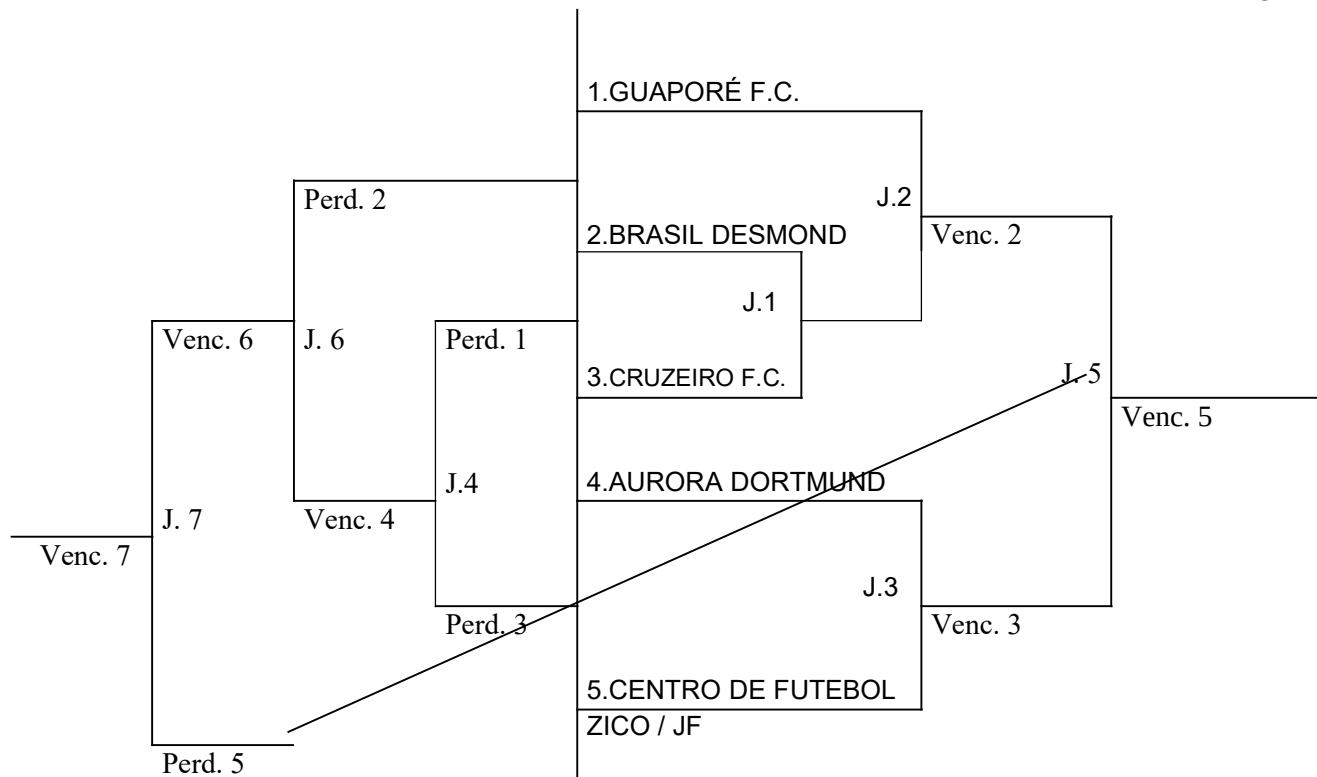 1.GUAPORÉ F.C.
Perd. 2
J.2
2.BRASIL DESMOND
Venc. 2
J.1
Venc. 6
J. 6
Perd. 1
3.CRUZEIRO F.C.
J. 5
Venc. 5
J.4
4.AURORA DORTMUND
J. 7
Venc. 4
Venc. 7
J.3
Perd. 3
Venc. 3
5.CENTRO DE FUTEBOL
ZICO / JF
Perd. 5